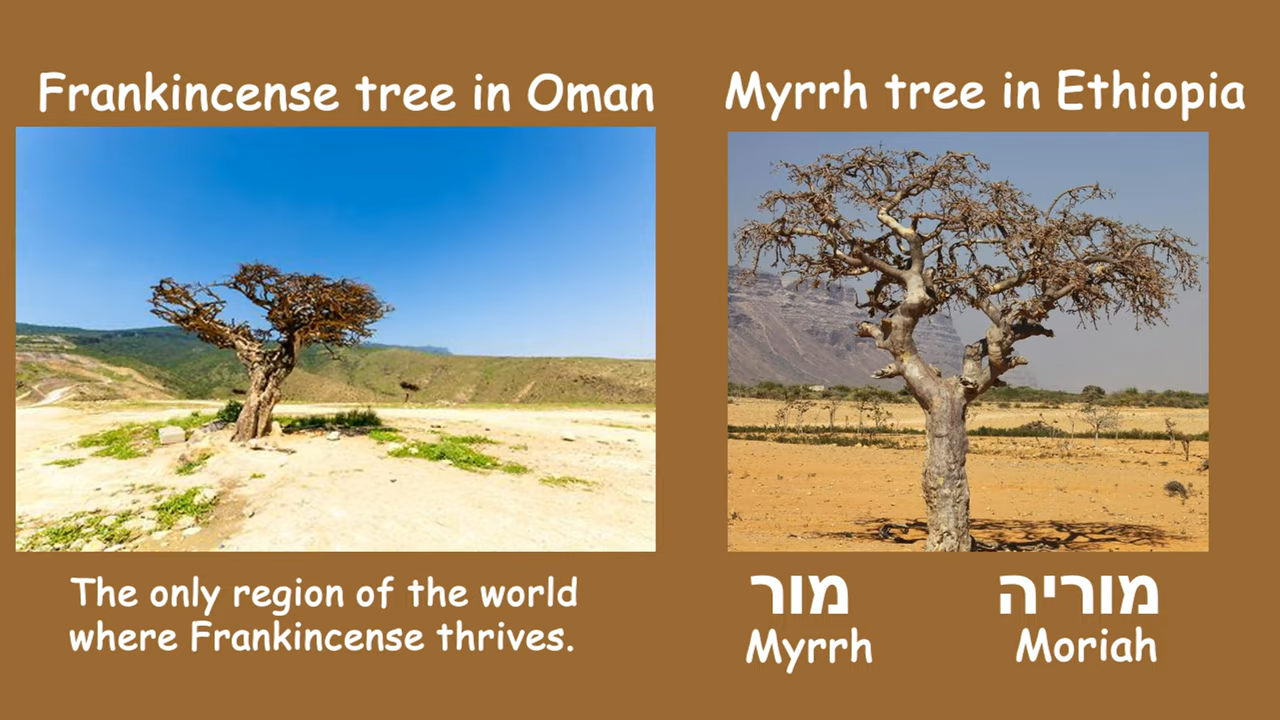 Frankincense tree in Oman
Myrrh tree in Ethiopia
The only region of the world
where Frankincense thrives.
מור
Myrrh
מוריה
Moriah